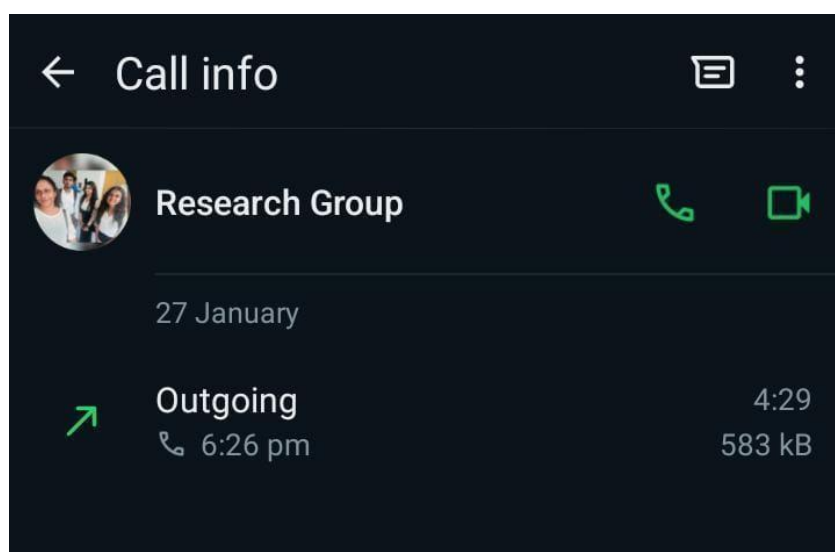 Call info
Research Group
27 January
Outgoing
4:29
6:26 pm
583 kB